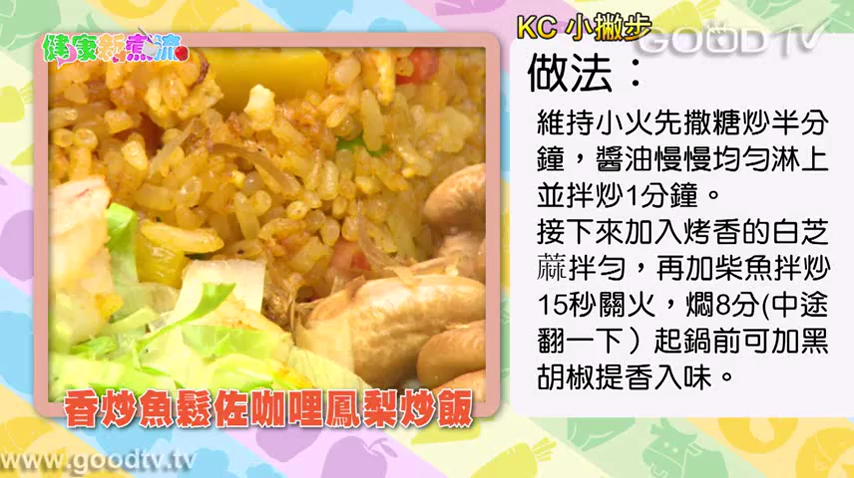 健康新煮流
KC 小撇步
GOOD TV
做法：
維持小火先撒糖炒半分
鐘，醬油慢慢均勻淋上
並拌炒1分鐘。
接下來加入烤香的白芝
蔴拌勻，再加柴魚拌炒
15秒關火，燜8分(中途
翻一下）起鍋前可加黑
胡椒提香入味。
香炒魚鬆佐咖哩鳳梨炒飯
www.goodtv.tv